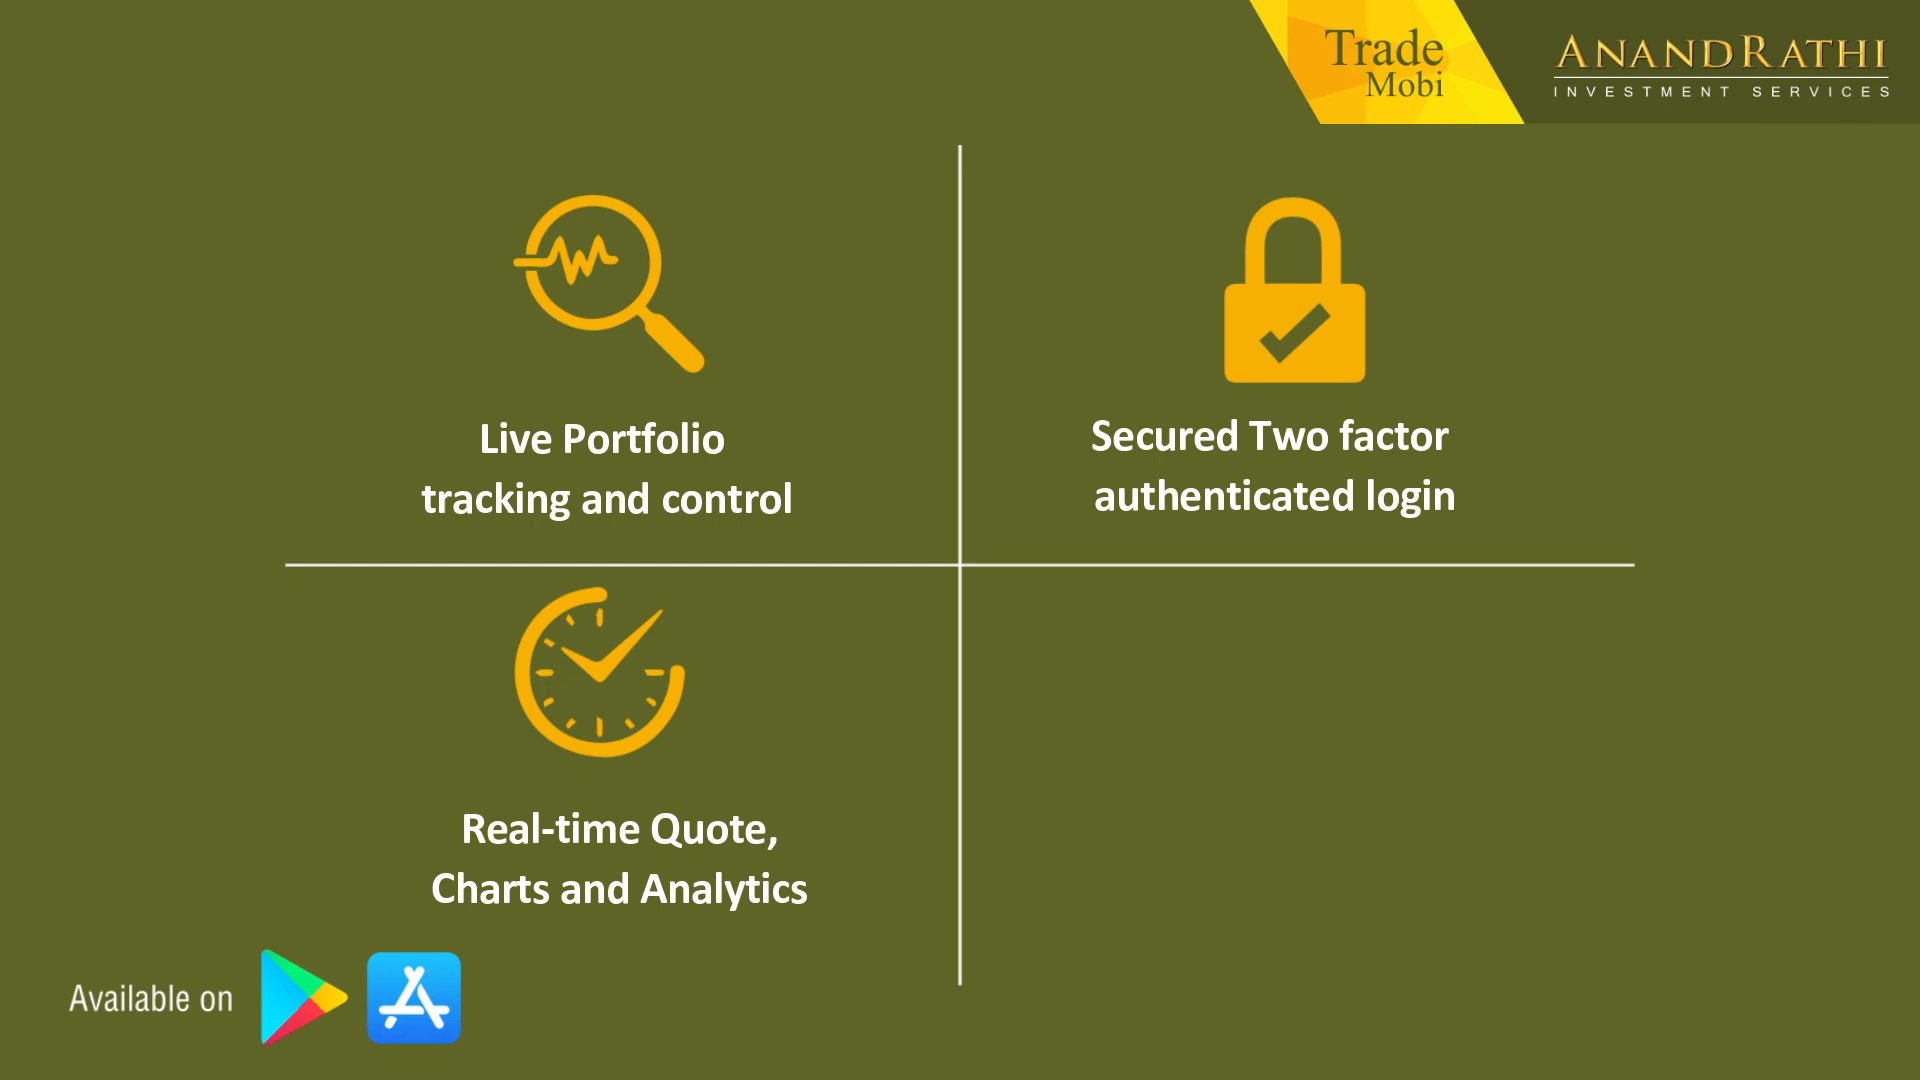 Trade
Mobi
ANANDRATHI
INVESTMENT SERVICES
Live Portfolio
tracking and control
Secured Two factor
authenticated login
Real-time Quote,
Charts and Analytics
Available on